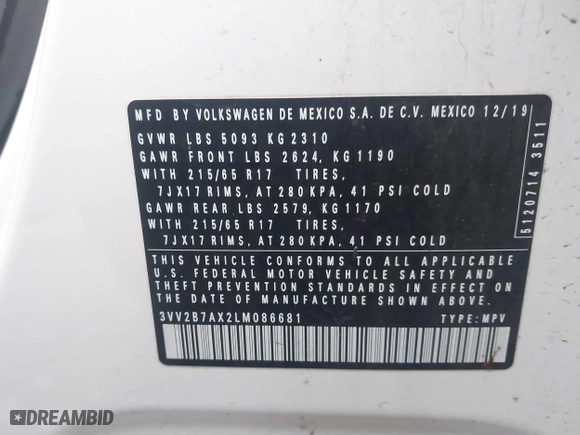 MFD BY VOLKSWAGEN DE MEXICO S.A. DE C.V. MEXICO 12/19
GVWR LBS 5093 KG 2310
GAWR FRONT LBS 2624, KG 1190
WITH 215/65 R17 TIRES,
7JX17 RIMS, AT 280 KPA, 41 PSI COLD
GAWR REAR LBS 2579, KG 1170
WITH 215/65 R17 TIRES,
7JX17 RIMS, AT 280 KPA, 41 PSI COLD
THIS VEHICLE CONFORMS TO ALL APPLICABLE
U.S. FEDERAL MOTOR VEHICLE SAFETY AND
THEFT PREVENTION STANDARDS IN EFFECT ON
THE DATE OF MANUFACTURE SHOWN ABOVE
3VV2B7AX2LM086681 TYPE: MPV
5120714 3511
DREAMBID